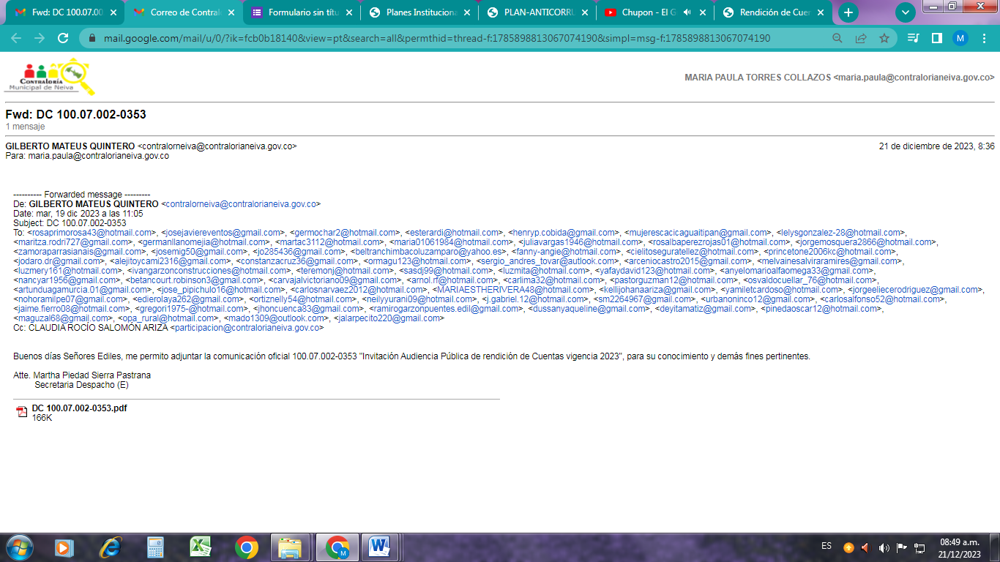 Fwd: DC 100.07.00
Correo de Contral
Formulario sin títu
Planes Instituciona
PLAN-ANTICORRU
Chupon - El G
Rendición de Cuen
mail.google.com/mail/u/0/?ik=fcb0b18140&view=pt&search=all&permthid=thread-f:1785898813067074190&simpl=msg-f:1785898813067074190
M
CONTRALORÍA
Municipal de Neiva
MARIA PAULA TORRES COLLAZOS <maria.paula@contralorianeiva.gov.co>
Fwd: DC 100.07.002-0353
1 mensaje
GILBERTO MATEUS QUINTERO <contralorneiva@contralorianeiva.gov.co> 21 de diciembre de 2023, 8:36
Para: maria.paula@contralorianeiva.gov.co
---------- Forwarded message ---------
De: GILBERTO MATEUS QUINTERO <contralorneiva@contralorianeiva.gov.co>
Date: mar, 19 dic 2023 a las 11:05
Subject: DC 100.07.002-0353
To: <rosaprimorosa43@hotmail.com>, <josejaviereventos@gmail.com>, <germochar2@hotmail.com>, <esterardi@hotmail.com>, <henryp.cobida@gmail.com>, <mujerescacicaguaitipan@gmail.com>, <lelysgonzalez-28@hotmail.com>,
<maritza.rodri727@gmail.com>, <germanllanomejia@hotmail.com>, <martac3112@hotmail.com>, <maria01061984@hotmail.com>, <juliavargas1946@hotmail.com>, <rosalbaperezrojas01@hotmail.com>, <jorgemosquera2866@hotmail.com>,
<zamoraparrasianais@gmail.com>, <josemig50@gmail.com>, <jo285436@gmail.com>, <beltranchimbacoluzamparo@yahoo.es>, <fanny-angie@hotmail.com>, <cielitoseguratellez@hotmail.com>, <princetone2006kc@hotmail.com>,
<jodaro.dr@gmail.com>, <alejitoycami2316@gmail.com>, <constanzacruz36@gmail.com>, <ormagu123@hotmail.com>, <sergio_andres_tovar@autlook.com>, <arceniocastro2015@gmail.com>, <melvainesalviraramires@gmail.com>,
<luzmery161@hotmail.com>, <ivangarzonconstrucciones@hotmail.com>, <teremonj@hotmail.com>, <sasdj99@hotmail.com>, <luzmita@hotmail.com>, <yafaydavid123@hotmail.com>, <anyelomarioalfaomega33@gmail.com>,
<nancyar1956@gmail.com>, <betancourt.robinson3@gmail.com>, <carvajalvictoriano09@gmail.com>, <arnol.rf@hotmail.com>, <carlima32@hotmail.com>, <pastorguzman12@hotmail.com>, <osvaldocuellar_76@hotmail.com>,
<artunduagamurcia.01@gmail.com>, <jose_pipichulo16@hotmail.com>, <carlosnarvaez2012@hotmail.com>, <MARIAESTHERIVERA48@hotmail.com>, <kellijohanaariza@gmail.com>, <yamiletcardoso@hotmail.com>, <jorgeeliecerodriguez@gmail.com>,
<nohoramilpe07@gmail.com>, <edierolaya262@gmail.com>, <ortiznelly54@hotmail.com>, <neilyyurani09@hotmail.com>, <j.gabriel.12@hotmail.com>, <sm2264967@gmail.com>, <urbanoninco12@gmail.com>, <carlosalfonso52@hotmail.com>,
<jaime.fierro08@hotmail.com>, <gregori1975-@hotmail.com>, <jhoncuenca83@gmail.com>, <ramirogarzonpuentes.edil@gmail.com>, <dussanyaqueline@gmail.com>, <deyitamatiz@gmail.com>, <pinedaoscar12@hotmail.com>,
<maguzal68@gmail.com>, <opa_rural@hotmail.com>, <mado1309@outlook.com>, <jalarpecito220@gmail.com>
Cc: CLAUDIA ROCÍO SALOMÓN ARIZA <participacion@contralorianeiva.gov.co>
Buenos días Señores Ediles, me permito adjuntar la comunicación oficial 100.07.002-0353 "Invitación Audiencia Pública de rendición de Cuentas vigencia 2023", para su conocimiento y demás fines pertinentes.
Atte. Martha Piedad Sierra Pastrana
Secretaria Despacho (E)
DC 100.07.002-0353.pdf
166K
ES
08:49 a.m.
21/12/2023